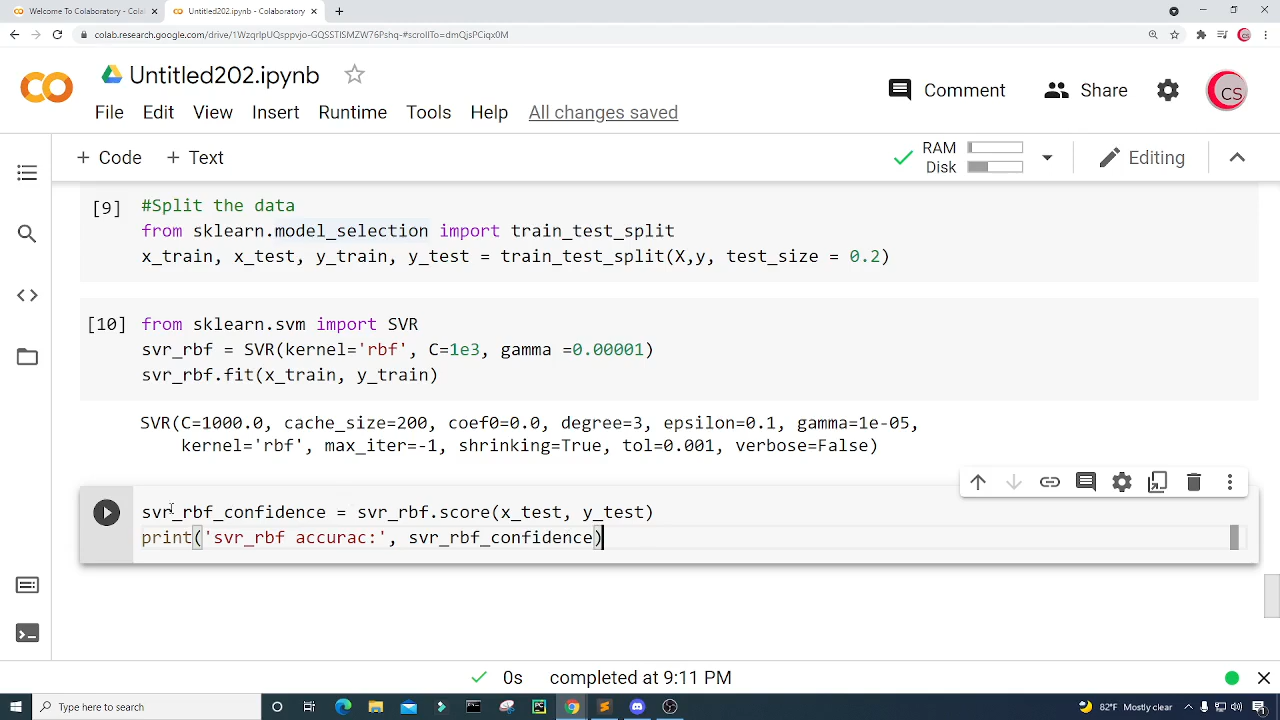 Welcome To Colaboratory - Colab
Untitled202.ipynb - Colaboratory
colab.research.google.com/drive/1WzqrIpUQsppvjo-GQSSTISMZW76Pshq-#scrollTo=dmQjsPCiqx0M
Untitled202.ipynb
Comment
Share
CS
File Edit View Insert Runtime Tools Help All changes saved
+ Code + Text
RAM
Disk
Editing
[9] #Split the data
from sklearn.model_selection import train_test_split
x_train, x_test, y_train, y_test = train_test_split(X,y, test_size = 0.2)
[10] from sklearn.svm import SVR
svr_rbf = SVR(kernel='rbf', C=1e3, gamma =0.00001)
svr_rbf.fit(x_train, y_train)
SVR(C=1000.0, cache_size=200, coef0=0.0, degree=3, epsilon=0.1, gamma=1e-05,
kernel='rbf', max_iter=-1, shrinking=True, tol=0.001, verbose=False)
svr_rbf_confidence = svr_rbf.score(x_test, y_test)
print('svr_rbf accurac:', svr_rbf_confidence)
0s completed at 9:11 PM
Type here to search
82°F Mostly clear